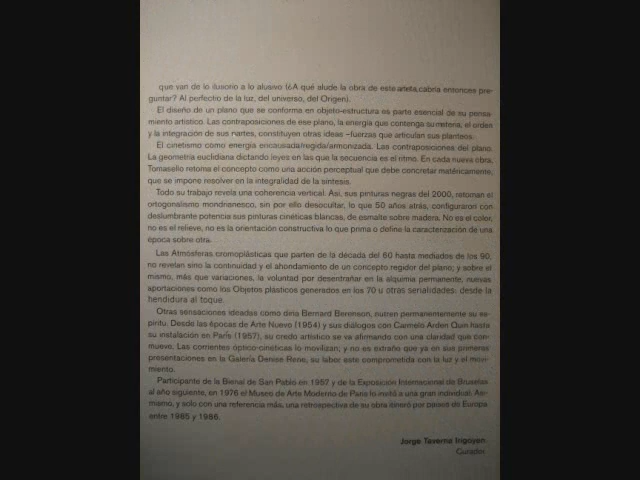 que van de lo ilusorio a lo alusivo (¿A qué alude la obra de este artista, cabría entonces pre-
guntar? Al perfectio de la luz, del universo, del Origen).
El diseño de un plano que se conforma en objeto-estructura es parte esencial de su pensa-
miento artístico. Las contraposiciones de ese plano, la energía que contenga su materia, el orden
y la integración de sus partes, constituyen otras ideas –fuerzas que articulan sus planteos.
El cinetismo como energía encausada/regida/armonizada. Las contraposiciones del plano.
La geometría euclidiana dictando leyes en las que la secuencia es el ritmo. En cada nueva obra,
Tomasello retoma el concepto como una acción perceptual que debe concretar matéricamente,
que se impone resolver en la integralidad de la síntesis.
Todo su trabajo revela una coherencia vertical. Así, sus pinturas negras del 2000, retoman el
ortogonalismo mondrianesco, sin por ello desocultar, lo que 50 años atrás, configuraron con
deslumbrante potencia sus pinturas cinéticas blancas, de esmalte sobre madera. No es el color,
no es el relieve, no es la orientación constructiva lo que prima o define la caracterización de una
época sobre otra.
Las Atmósferas cromoplásticas que parten de la década del 60 hasta mediados de los 90,
no revelan sino la continuidad y el ahondamiento de un concepto regidor del plano; y sobre el
mismo, más que variaciones, la voluntad por desentrañar en la alquimia permanente, nuevas
aportaciones como los Objetos plásticos generados en los 70 u otras serialidades: desde la
hendidura al toque.
Otras sensaciones ideadas como diría Bernard Berenson, nutren permanentemente su es-
píritu. Desde las épocas de Arte Nuevo (1954) y sus diálogos con Carmelo Arden Quin hasta
su instalación en París (1957), su credo artístico se va afirmando con una claridad que con-
mueve. Las corrientes óptico-cinéticas lo movilizan; y no es extraño que ya en sus primeras
presentaciones en la Galería Denise Rene, su labor esté comprometida con la luz y el movi-
miento.
Participante de la Bienal de San Pablo en 1957 y de la Exposición Internacional de Bruselas
al año siguiente, en 1976 el Museo de Arte Moderno de París lo invitó a una gran individual. Asi-
mismo, y solo con una referencia más, una retrospectiva de su obra itineró por países de Europa
entre 1985 y 1986.
Jorge Taverna Irigoyen
Curador